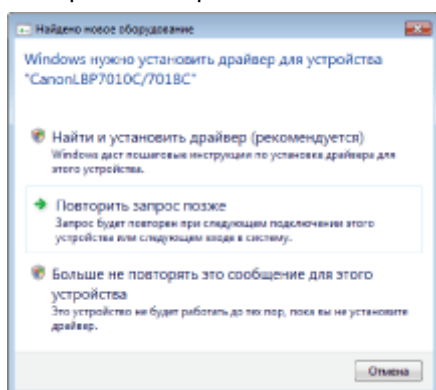 Найдено новое оборудование
Windows нужно установить драйвер для устройства
"CanonLBP7010C/7018C"
Найти и установить драйвер (рекомендуется)
Windows даст пошаговые инструкции по установке драйвера для
этого устройства.
Повторить запрос позже
Запрос будет повторен при следующем подключении этого
устройства или следующем входе в систему.
Больше не повторять это сообщение для этого
устройства
Это устройство не будет работать до тех пор, пока вы не установите
драйвер.
Отмена